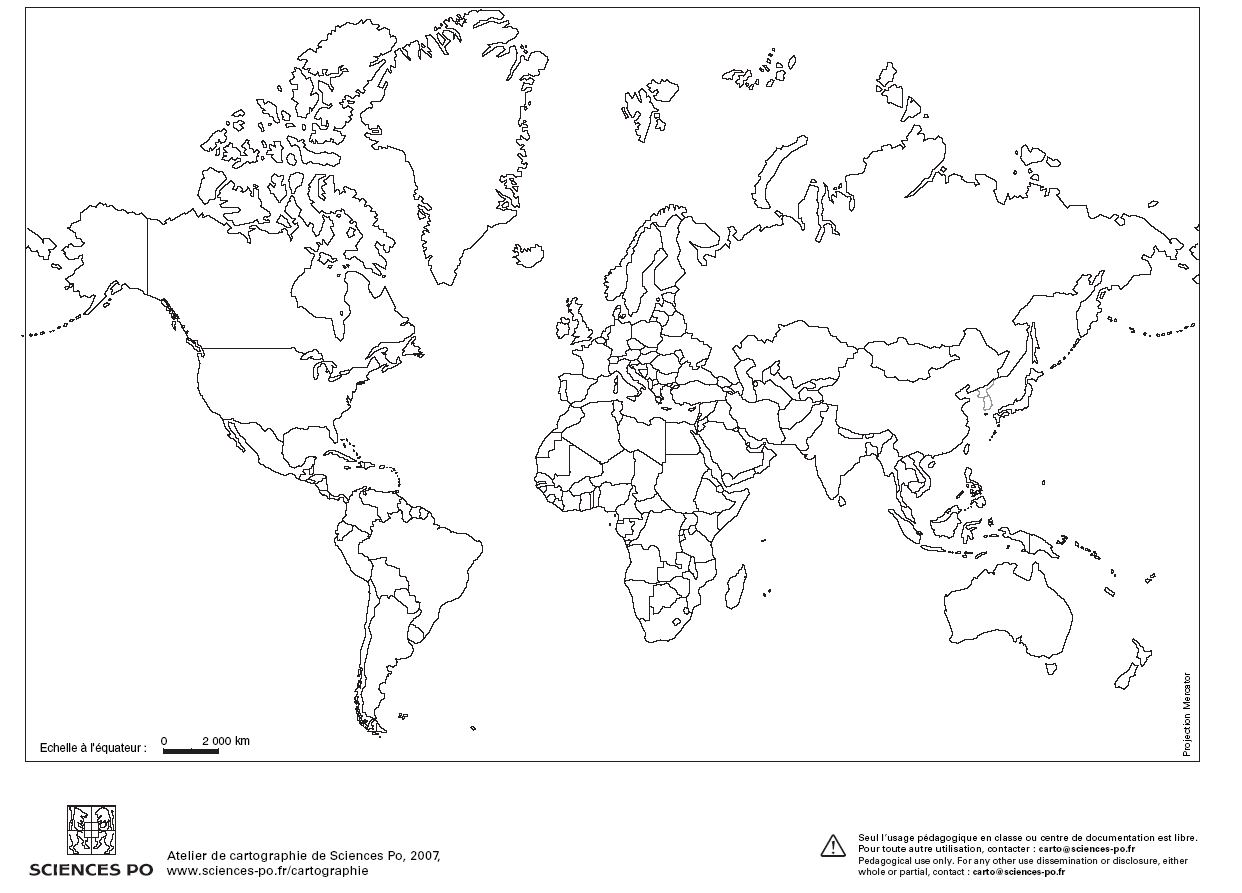 Projection Mercator
Echelle à l'équateur : 0 2 000 km
SCIENCES PO
Atelier de cartographie de Sciences Po, 2007,
www.sciences-po.fr/cartographie
Seul l'usage pédagogique en classe ou centre de documentation est libre.
Pour toute autre utilisation, contacter : carto@sciences-po.fr
Pedagogical use only. For any other use dissemination or disclosure, either
whole or partial, contact : carto@sciences-po.fr